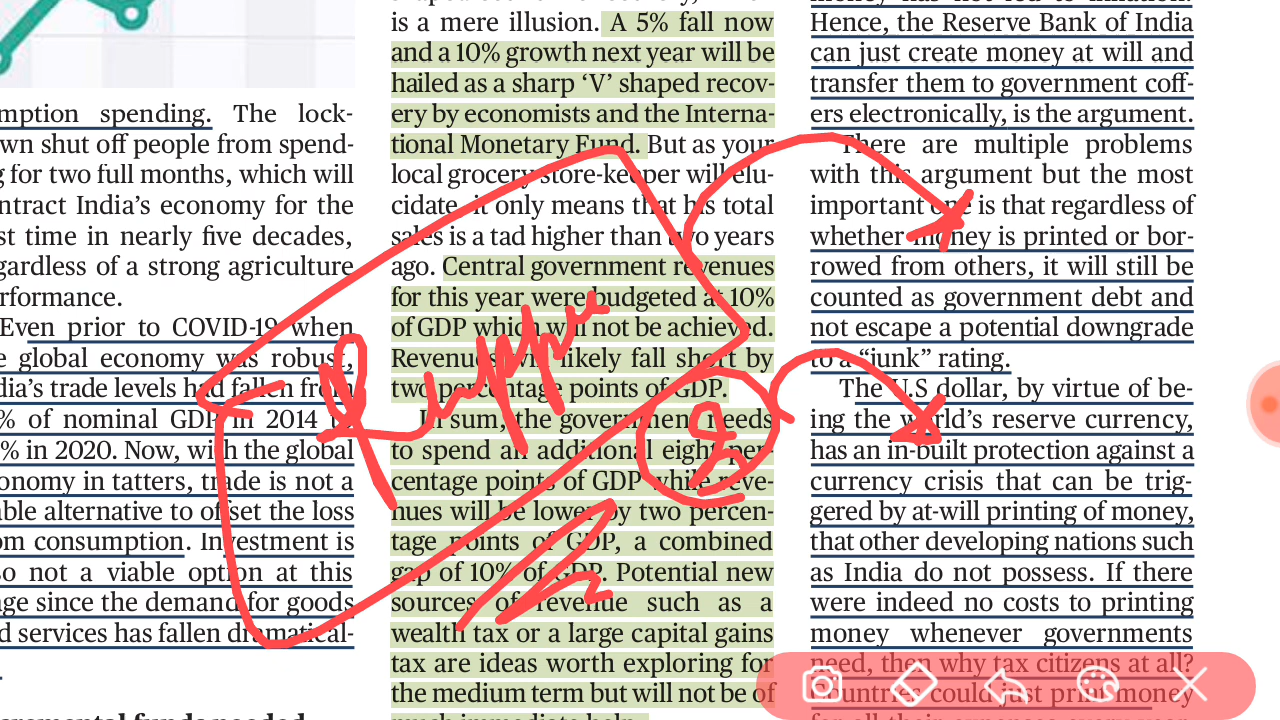 mption spending. The lock-
wn shut off people from spend-
g for two full months, which will
ntract India’s economy for the
st time in nearly five decades,
gardless of a strong agriculture
rformance.
Even prior to COVID-19 when
e global economy was robust,
dia’s trade levels had fallen from
% of nominal GDP in 2014 to
% in 2020. Now, with the global
onomy in tatters, trade is not a
able alternative to offset the loss
om consumption. Investment is
so not a viable option at this
age since the demand for goods
d services has fallen dramatical-
is a mere illusion. A 5% fall now
and a 10% growth next year will be
hailed as a sharp ‘V’ shaped recov-
ery by economists and the Interna-
tional Monetary Fund. But as your
local grocery store-keeper will elu-
cidate, it only means that his total
sales is a tad higher than two years
ago. Central government revenues
for this year were budgeted at 10%
of GDP which will not be achieved.
Revenues will likely fall short by
two percentage points of GDP.
In sum, the government needs
to spend an additional eight per-
centage points of GDP while reve-
nues will be lower by two percen-
tage points of GDP, a combined
gap of 10% of GDP. Potential new
sources of revenue such as a
wealth tax or a large capital gains
tax are ideas worth exploring for
the medium term but will not be of
much immediate help.
Hence, the Reserve Bank of India
can just create money at will and
transfer them to government coff-
ers electronically, is the argument.
There are multiple problems
with this argument but the most
important one is that regardless of
whether money is printed or bor-
rowed from others, it will still be
counted as government debt and
not escape a potential downgrade
to a “junk” rating.
The U.S dollar, by virtue of be-
ing the world’s reserve currency,
has an in-built protection against a
currency crisis that can be trig-
gered by at-will printing of money,
that other developing nations such
as India do not possess. If there
were indeed no costs to printing
money whenever governments
need, then why tax citizens at all?
Countries could just print money